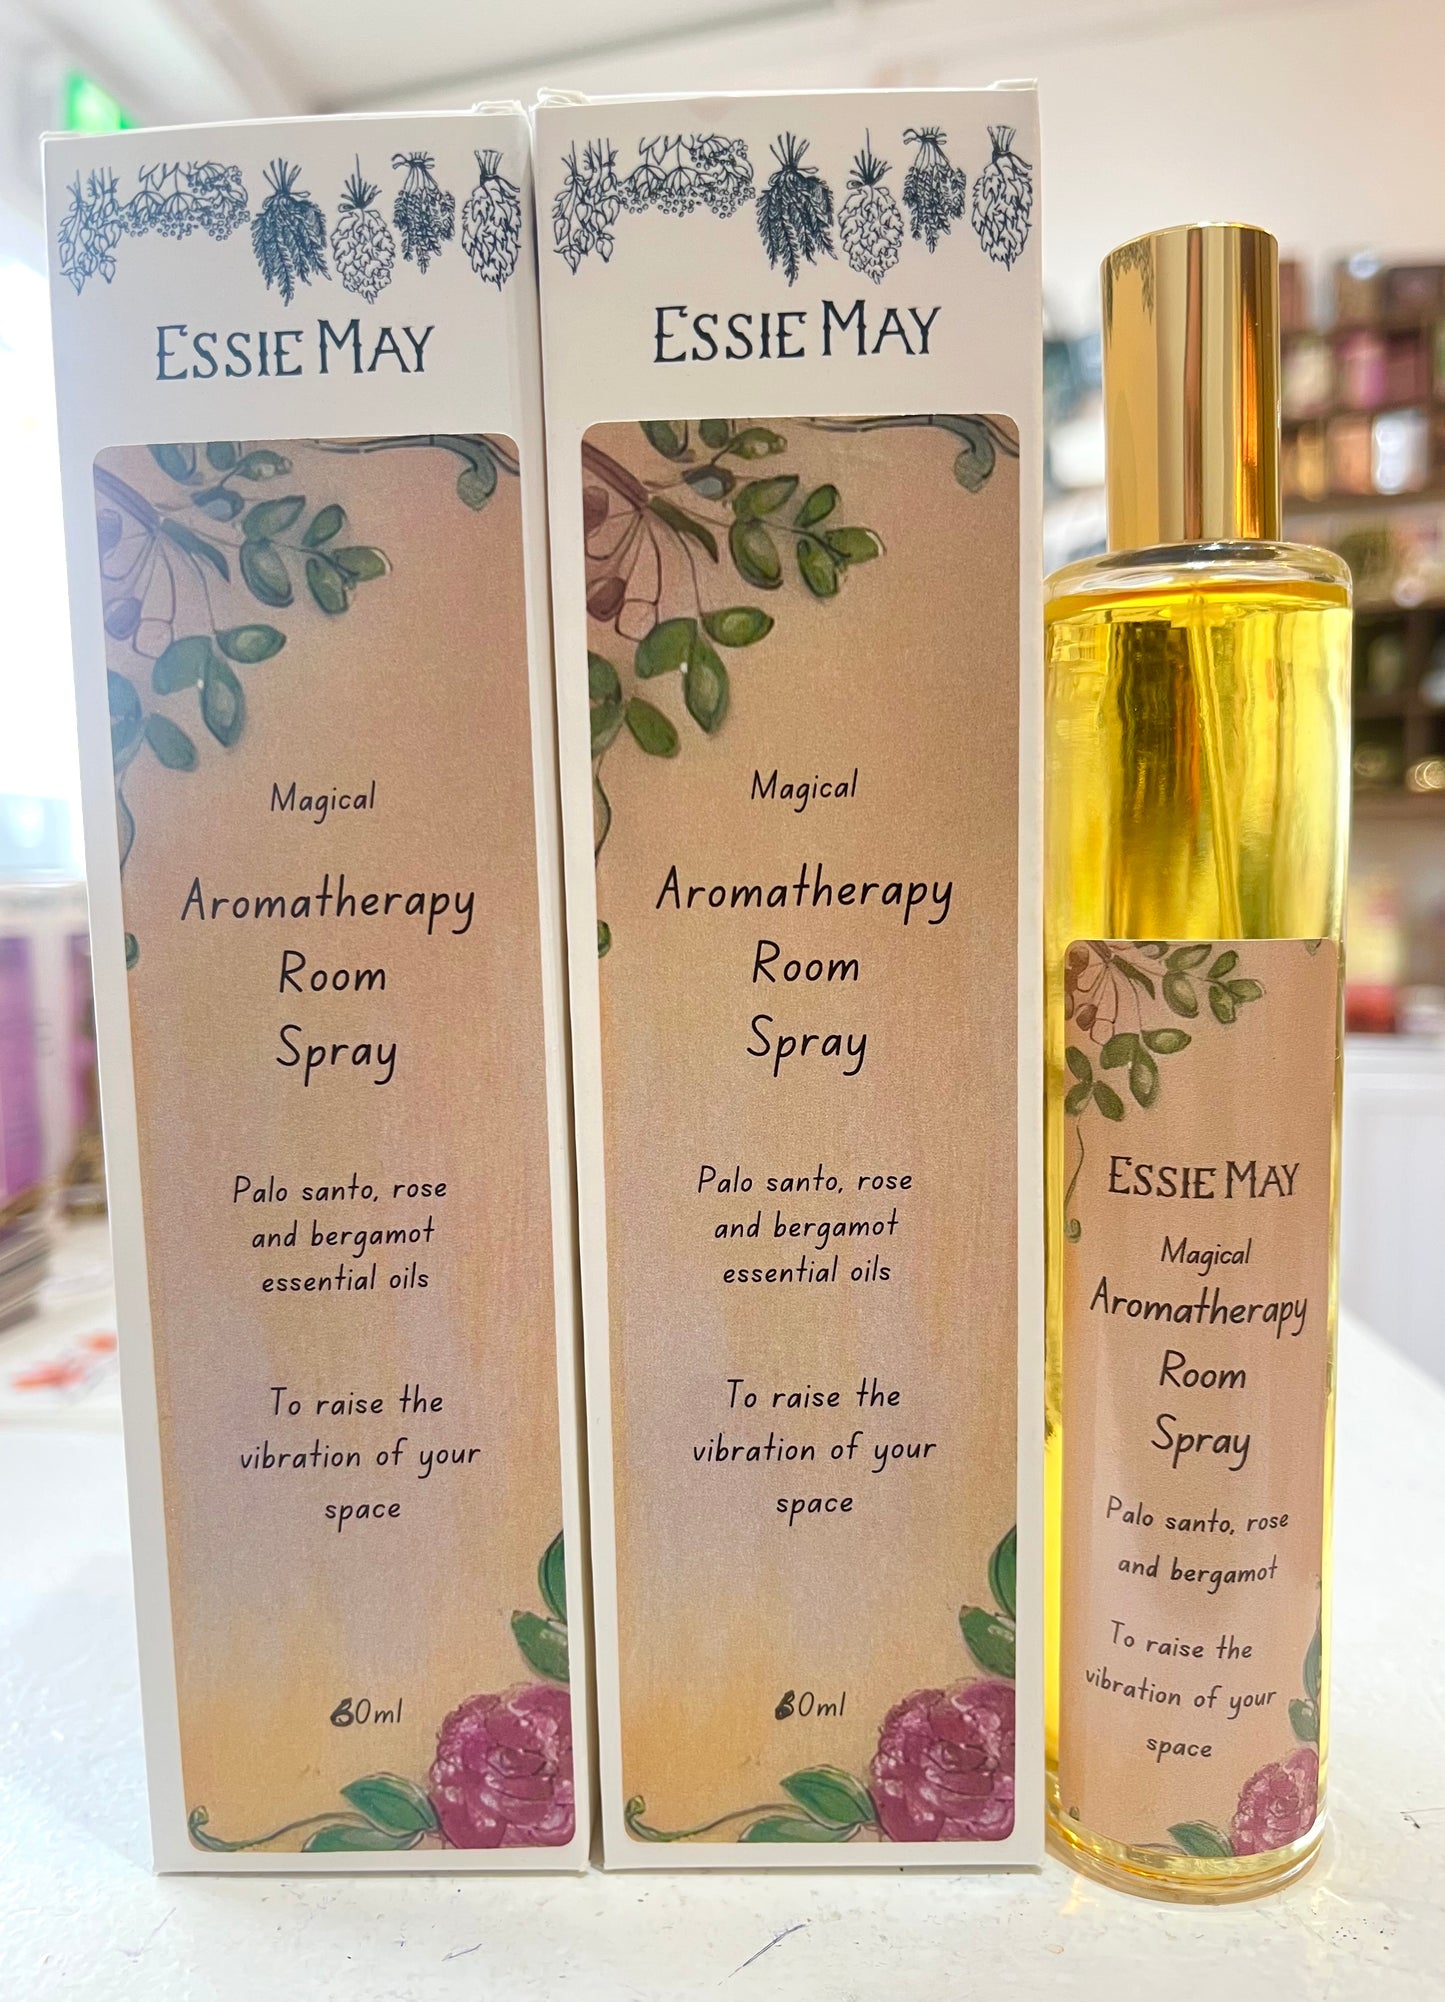 ESSIE MAY
Magical
Aromatherapy
Room
Spray
Palo santo, rose
and bergamot
essential oils
To raise the
vibration of your
space
60ml
ESSIE MAY
Magical
Aromatherapy
Room
Spray
Palo santo, rose
and bergamot
essential oils
To raise the
vibration of your
space
60ml
ESSIE MAY
Magical
Aromatherapy
Room
Spray
Palo santo, rose
and bergamot
To raise the
vibration of your
space